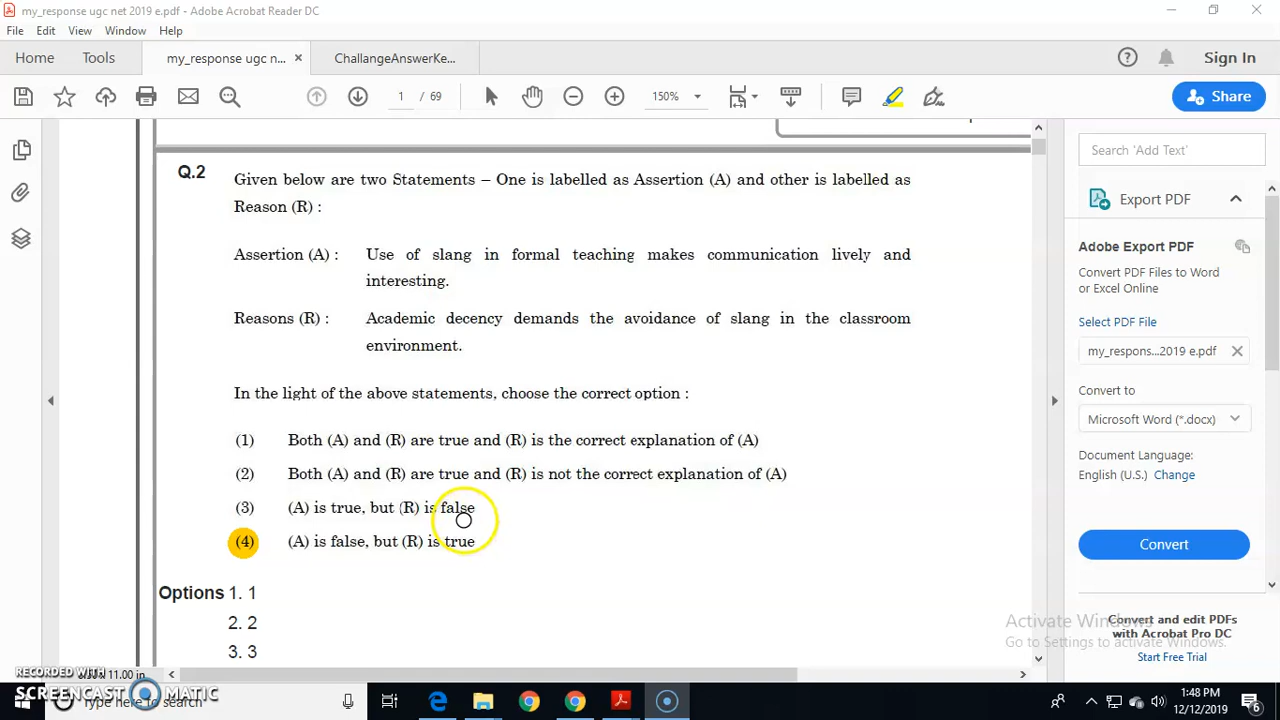 my_response ugc net 2019 e.pdf - Adobe Acrobat Reader DC
File Edit View Window Help
Home Tools my_response ugc n... × ChallangeAnswerKe... ? Sign In
1 / 69 150% Share
Q.2 Given below are two Statements – One is labelled as Assertion (A) and other is labelled as
Reason (R) :
Assertion (A) : Use of slang in formal teaching makes communication lively and
interesting.
Reasons (R) : Academic decency demands the avoidance of slang in the classroom
environment.
In the light of the above statements, choose the correct option :
(1) Both (A) and (R) are true and (R) is the correct explanation of (A)
(2) Both (A) and (R) are true and (R) is not the correct explanation of (A)
(3) (A) is true, but (R) is false
(4) (A) is false, but (R) is true
Options 1. 1
2. 2
3. 3
Search 'Add Text'
Export PDF
Adobe Export PDF
Convert PDF Files to Word
or Excel Online
Select PDF File
my_respons...2019 e.pdf
Convert to
Microsoft Word (*.docx)
Document Language:
English (U.S.) Change
Convert
Convert and edit PDFs
with Acrobat Pro DC
Start Free Trial
Activate Windows
Go to Settings to activate Windows.
RECORDED WITH
SCREENCAST MATIC
11.00 in
Type here to search
1:48 PM
12/12/2019
6